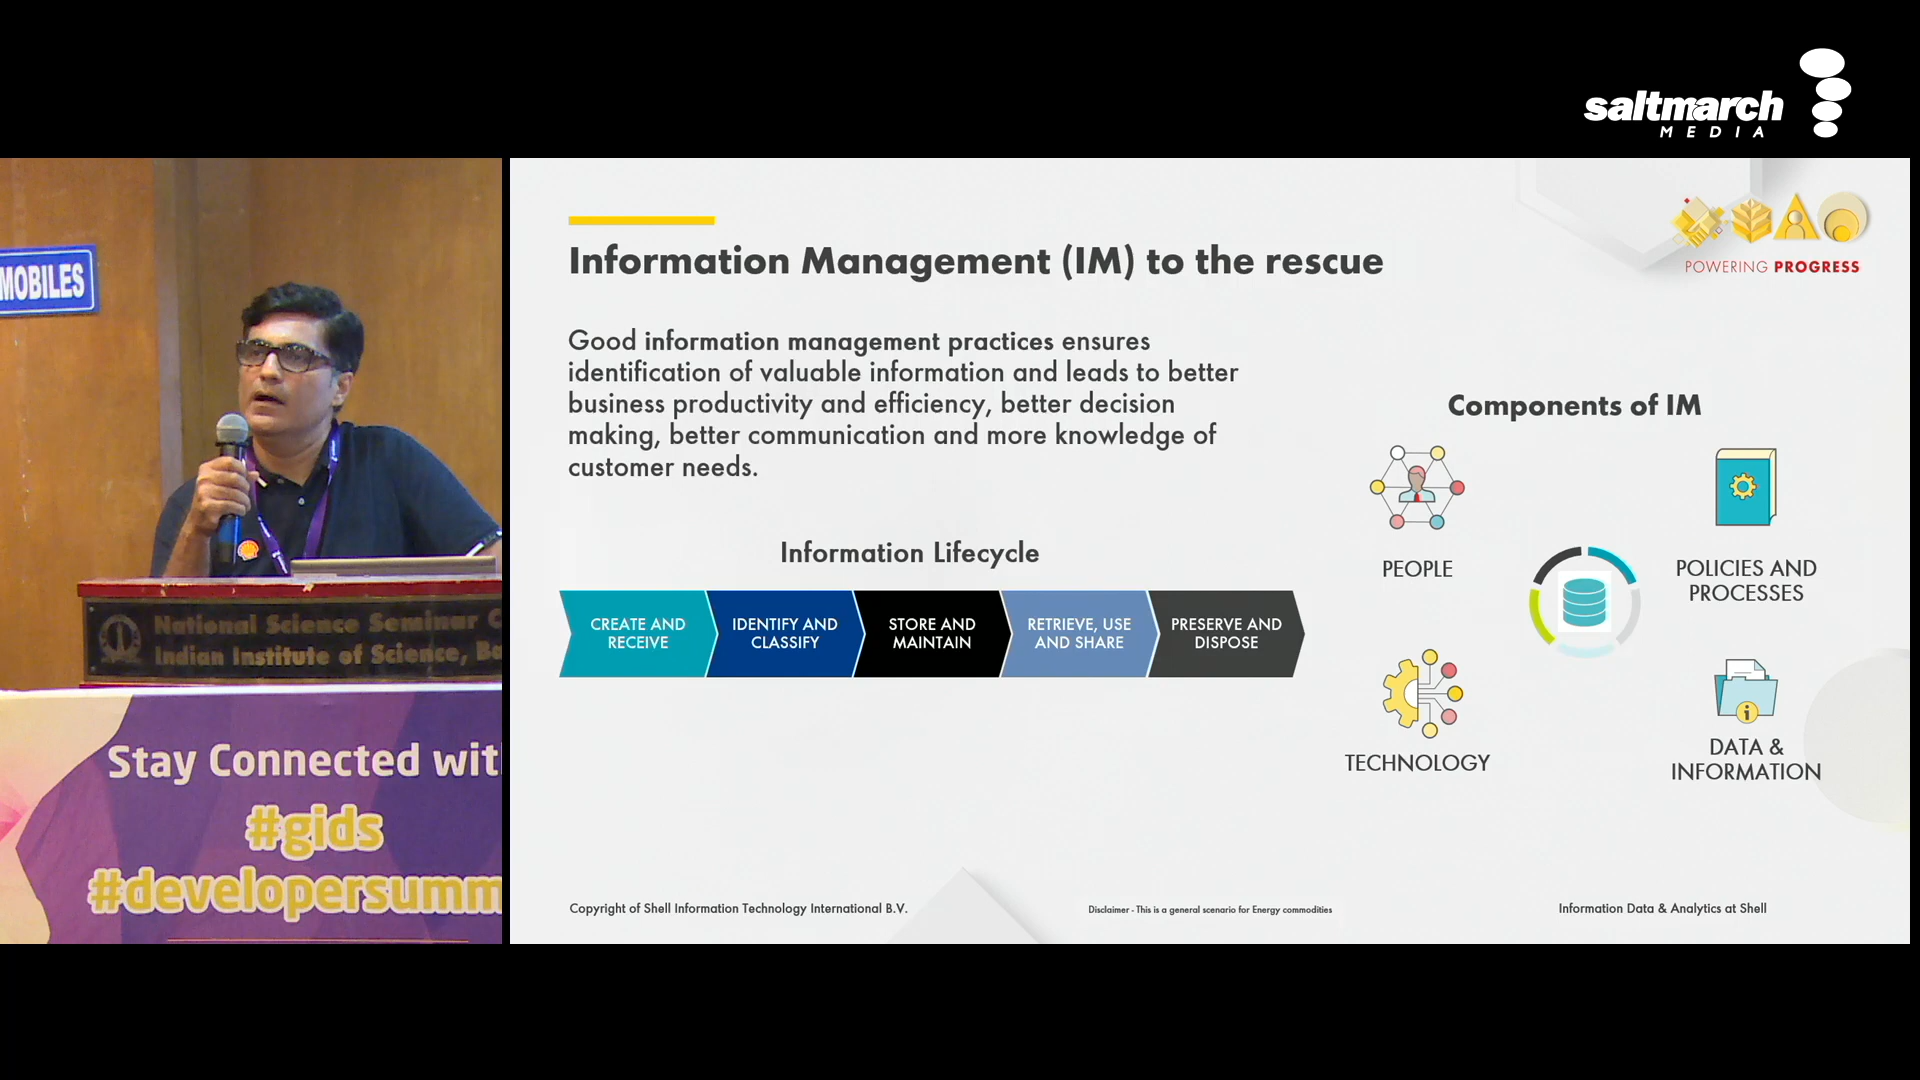 saltmarch
MEDIA
MOBILES
National Science Seminar C
Indian Institute of Science, Ba
Stay Connected wit
#gids
#developersumm
POWERING PROGRESS
Information Management (IM) to the rescue
Good information management practices ensures
identification of valuable information and leads to better
business productivity and efficiency, better decision
making, better communication and more knowledge of
customer needs.
Information Lifecycle
CREATE AND
RECEIVE
IDENTIFY AND
CLASSIFY
STORE AND
MAINTAIN
RETRIEVE, USE
AND SHARE
PRESERVE AND
DISPOSE
Components of IM
PEOPLE
POLICIES AND
PROCESSES
TECHNOLOGY
DATA &
INFORMATION
Copyright of Shell Information Technology International B.V.
Disclaimer - This is a general scenario for Energy commodities
Information Data & Analytics at Shell